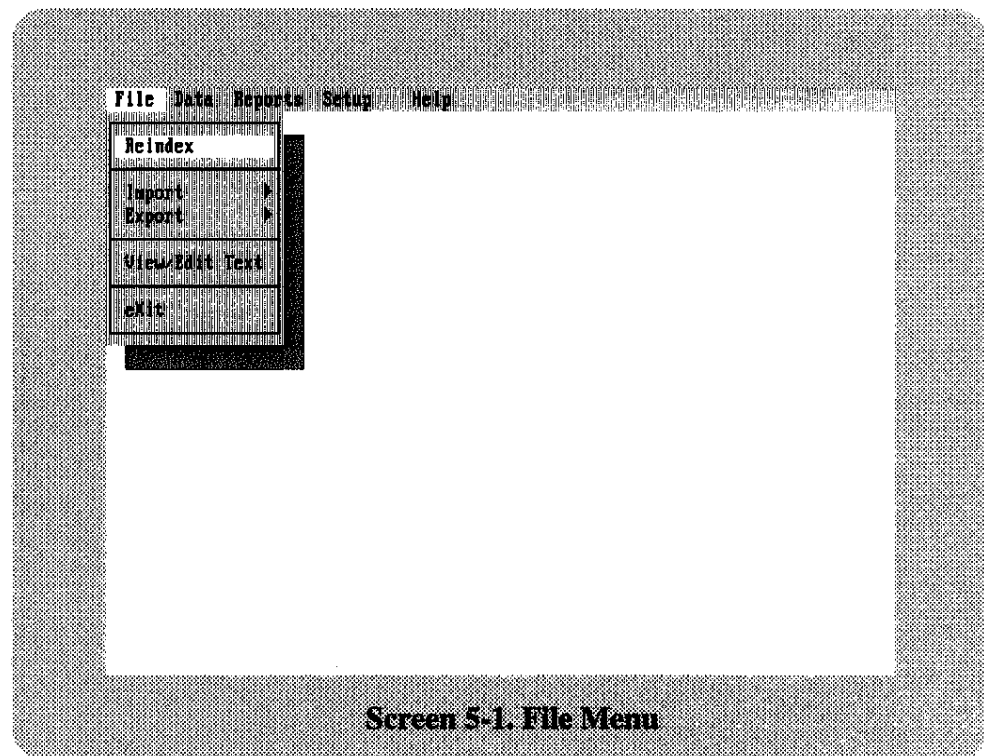 File Data Reports Setup Help
Reindex
Import
Export
View/Edit Text
eXit
Screen 5-1. File Menu